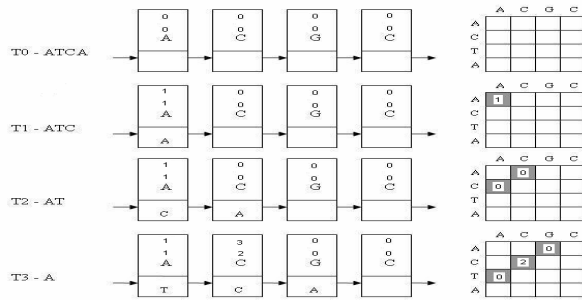 A C G C
0 0 0 0
0 0 0 0
A C G C
A
C
T
A
T0 - ATCA
A C G C
1 0 0 0
1 0 0 0
A C G C
A 1
C
T
A
T1 - ATC
A
A C G C
1 0 0 0
1 0 0 0
A C G C
A 0
C 0
T
A
T2 - AT
C A
A C G C
1 3 0 0
1 2 0 0
A C G C
A 0
C 2
T 0
A
T3 - A
T C A